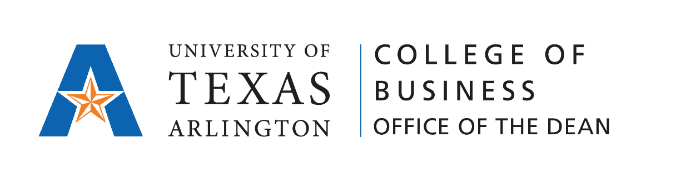 UNIVERSITY OF
TEXAS
ARLINGTON
COLLEGE OF
BUSINESS
OFFICE OF THE DEAN